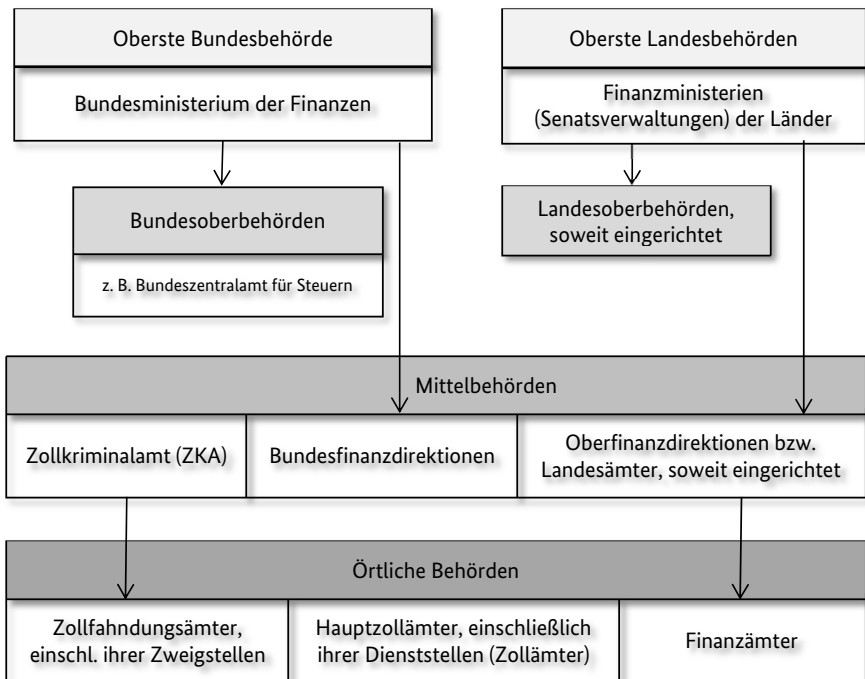 Oberste Bundesbehörde
Bundesministerium der Finanzen
Oberste Landesbehörden
Finanzministerien
(Senatsverwaltungen) der Länder
Bundesoberbehörden
z. B. Bundeszentralamt für Steuern
Landesoberbehörden,
soweit eingerichtet
Mittelbehörden
Zollkriminalamt (ZKA)
Bundesfinanzdirektionen
Oberfinanzdirektionen bzw.
Landesämter, soweit eingerichtet
Örtliche Behörden
Zollfahndungsämter,
einschl. ihrer Zweigstellen
Hauptzollämter, einschließlich
ihrer Dienststellen (Zollämter)
Finanzämter